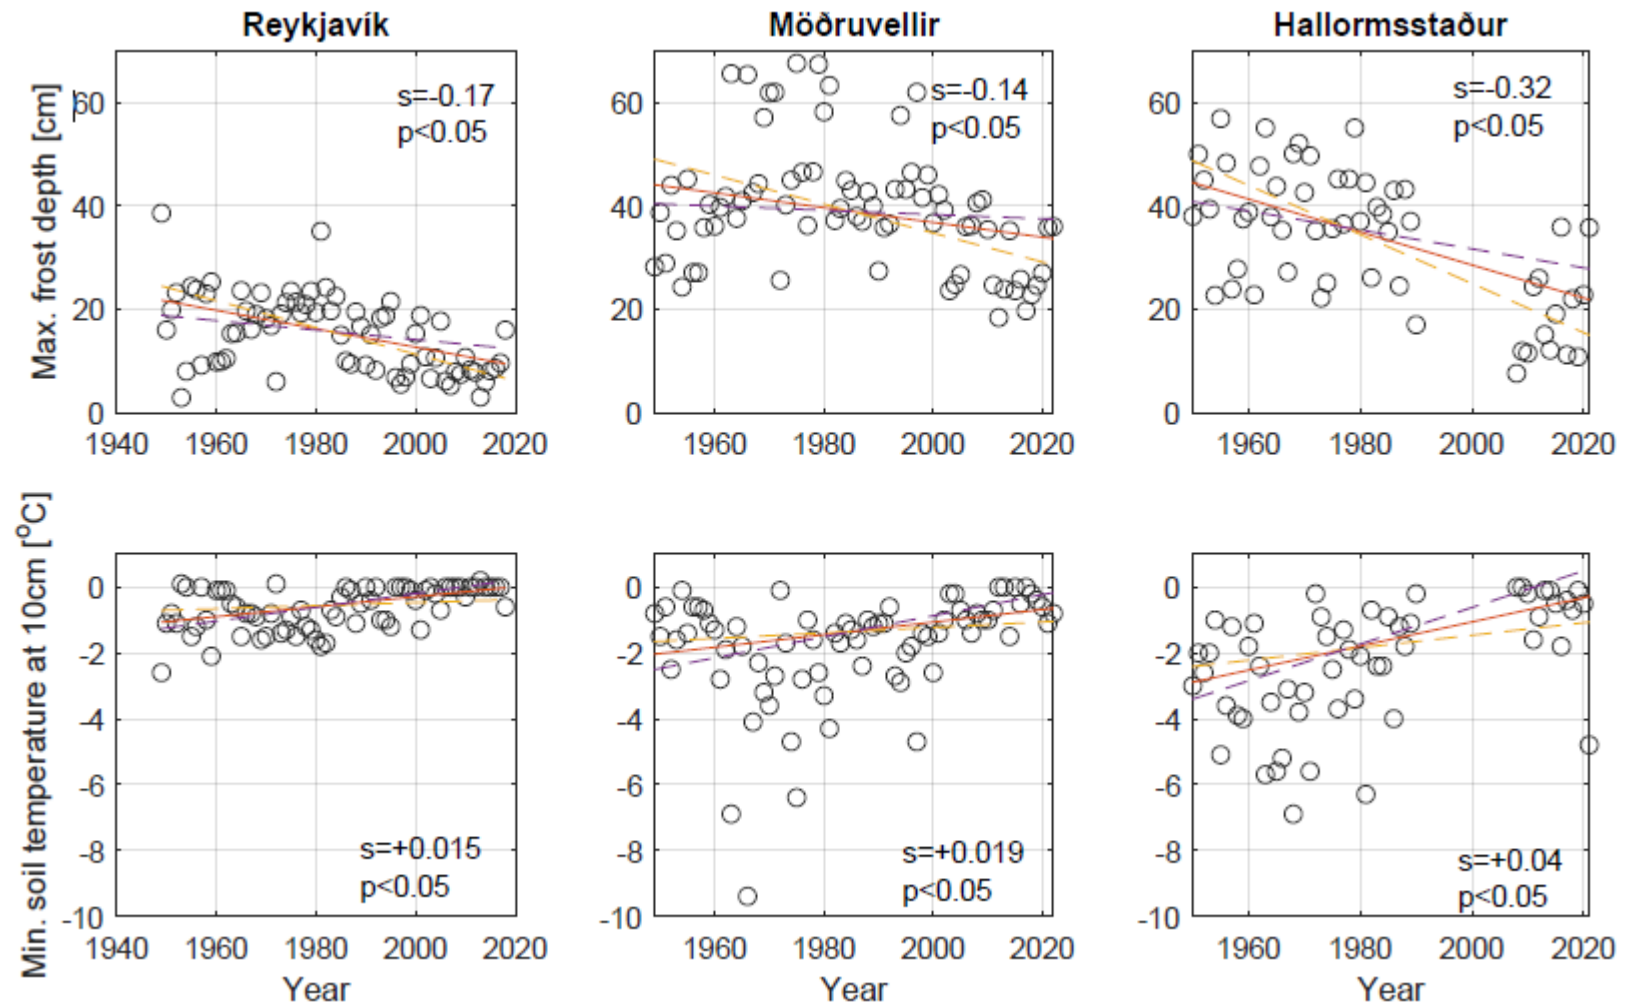 Reykjavík
Möðruvellir
Hallormsstaður
Max. frost depth [cm]
60
40
20
0
s=-0.17
p<0.05
1940 1960 1980 2000 2020
60
40
20
0
s=-0.14
p<0.05
1960 1980 2000 2020
60
40
20
0
s=-0.32
p<0.05
1960 1980 2000 2020
Min. soil temperature at 10cm [°C]
0
-2
-4
-6
-8
-10
s=+0.015
p<0.05
1940 1960 1980 2000 2020
Year
0
-2
-4
-6
-8
-10
s=+0.019
p<0.05
1960 1980 2000 2020
Year
0
-2
-4
-6
-8
-10
s=+0.04
p<0.05
1960 1980 2000 2020
Year